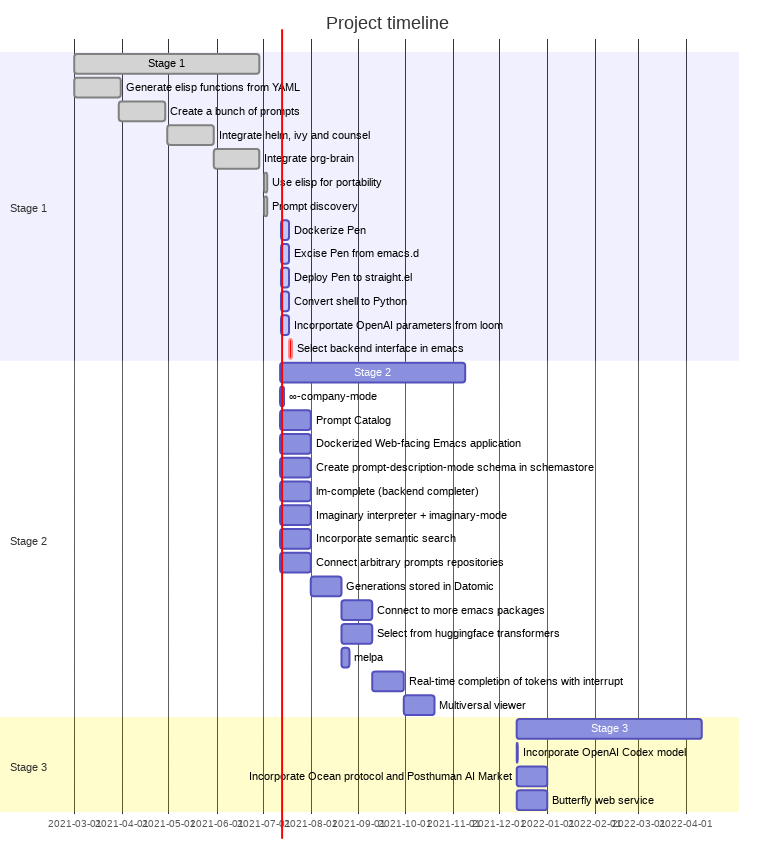 Project timeline
Stage 1
Generate elisp functions from YAML
Create a bunch of prompts
Integrate helm, ivy and counsel
Integrate org-brain
Use elisp for portability
Stage 1
Prompt discovery
Dockerize Pen
Excise Pen from emacs.d
Deploy Pen to straight.el
Convert shell to Python
Incorportate OpenAI parameters from loom
Select backend interface in emacs
Stage 2
∞-company-mode
Prompt Catalog
Dockerized Web-facing Emacs application
Create prompt-description-mode schema in schemastore
lm-complete (backend completer)
Imaginary interpreter + imaginary-mode
Incorporate semantic search
Stage 2
Connect arbitrary prompts repositories
Generations stored in Datomic
Connect to more emacs packages
Select from huggingface transformers
melpa
Real-time completion of tokens with interrupt
Multiversal viewer
Stage 3
Incorporate OpenAI Codex model
Stage 3
Incorporate Ocean protocol and Posthuman AI Market
Butterfly web service
2021-03-01 2021-04-01 2021-05-01 2021-06-01 2021-07-01 2021-08-01 2021-09-01 2021-10-01 2021-11-01 2021-12-01 2022-01-01 2022-02-01 2022-03-01 2022-04-01